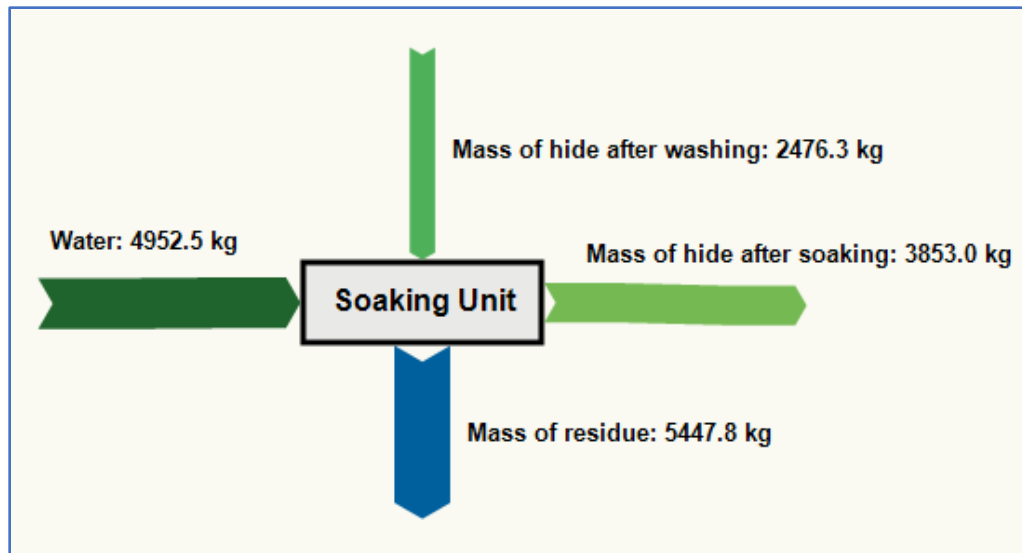 Mass of hide after washing: 2476.3 kg
Water: 4952.5 kg
Mass of hide after soaking: 3853.0 kg
Soaking Unit
Mass of residue: 5447.8 kg